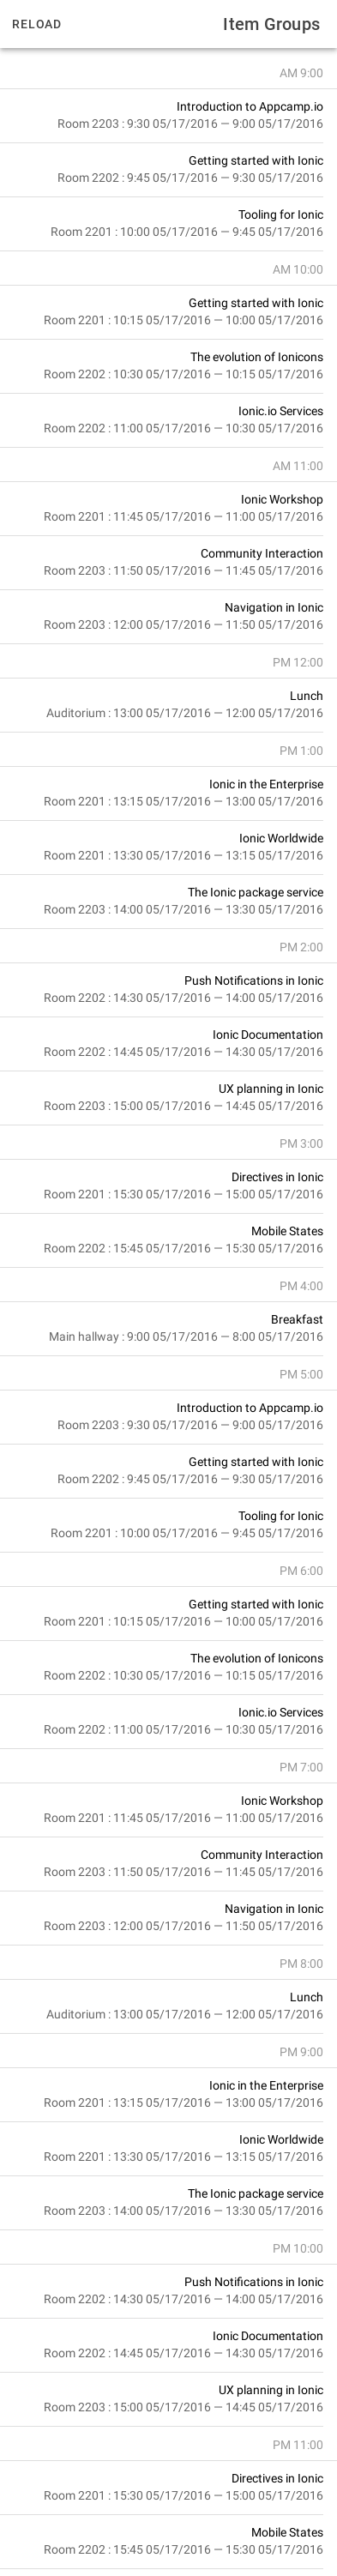 RELOAD
Item Groups
AM 9:00
Introduction to Appcamp.io
Room 2203 : 9:30 05/17/2016 — 9:00 05/17/2016
Getting started with Ionic
Room 2202 : 9:45 05/17/2016 — 9:30 05/17/2016
Tooling for Ionic
Room 2201 : 10:00 05/17/2016 — 9:45 05/17/2016
AM 10:00
Getting started with Ionic
Room 2201 : 10:15 05/17/2016 — 10:00 05/17/2016
The evolution of Ionicons
Room 2202 : 10:30 05/17/2016 — 10:15 05/17/2016
Ionic.io Services
Room 2202 : 11:00 05/17/2016 — 10:30 05/17/2016
AM 11:00
Ionic Workshop
Room 2201 : 11:45 05/17/2016 — 11:00 05/17/2016
Community Interaction
Room 2203 : 11:50 05/17/2016 — 11:45 05/17/2016
Navigation in Ionic
Room 2203 : 12:00 05/17/2016 — 11:50 05/17/2016
PM 12:00
Lunch
Auditorium : 13:00 05/17/2016 — 12:00 05/17/2016
PM 1:00
Ionic in the Enterprise
Room 2201 : 13:15 05/17/2016 — 13:00 05/17/2016
Ionic Worldwide
Room 2201 : 13:30 05/17/2016 — 13:15 05/17/2016
The Ionic package service
Room 2203 : 14:00 05/17/2016 — 13:30 05/17/2016
PM 2:00
Push Notifications in Ionic
Room 2202 : 14:30 05/17/2016 — 14:00 05/17/2016
Ionic Documentation
Room 2202 : 14:45 05/17/2016 — 14:30 05/17/2016
UX planning in Ionic
Room 2203 : 15:00 05/17/2016 — 14:45 05/17/2016
PM 3:00
Directives in Ionic
Room 2201 : 15:30 05/17/2016 — 15:00 05/17/2016
Mobile States
Room 2202 : 15:45 05/17/2016 — 15:30 05/17/2016
PM 4:00
Breakfast
Main hallway : 9:00 05/17/2016 — 8:00 05/17/2016
PM 5:00
Introduction to Appcamp.io
Room 2203 : 9:30 05/17/2016 — 9:00 05/17/2016
Getting started with Ionic
Room 2202 : 9:45 05/17/2016 — 9:30 05/17/2016
Tooling for Ionic
Room 2201 : 10:00 05/17/2016 — 9:45 05/17/2016
PM 6:00
Getting started with Ionic
Room 2201 : 10:15 05/17/2016 — 10:00 05/17/2016
The evolution of Ionicons
Room 2202 : 10:30 05/17/2016 — 10:15 05/17/2016
Ionic.io Services
Room 2202 : 11:00 05/17/2016 — 10:30 05/17/2016
PM 7:00
Ionic Workshop
Room 2201 : 11:45 05/17/2016 — 11:00 05/17/2016
Community Interaction
Room 2203 : 11:50 05/17/2016 — 11:45 05/17/2016
Navigation in Ionic
Room 2203 : 12:00 05/17/2016 — 11:50 05/17/2016
PM 8:00
Lunch
Auditorium : 13:00 05/17/2016 — 12:00 05/17/2016
PM 9:00
Ionic in the Enterprise
Room 2201 : 13:15 05/17/2016 — 13:00 05/17/2016
Ionic Worldwide
Room 2201 : 13:30 05/17/2016 — 13:15 05/17/2016
The Ionic package service
Room 2203 : 14:00 05/17/2016 — 13:30 05/17/2016
PM 10:00
Push Notifications in Ionic
Room 2202 : 14:30 05/17/2016 — 14:00 05/17/2016
Ionic Documentation
Room 2202 : 14:45 05/17/2016 — 14:30 05/17/2016
UX planning in Ionic
Room 2203 : 15:00 05/17/2016 — 14:45 05/17/2016
PM 11:00
Directives in Ionic
Room 2201 : 15:30 05/17/2016 — 15:00 05/17/2016
Mobile States
Room 2202 : 15:45 05/17/2016 — 15:30 05/17/2016